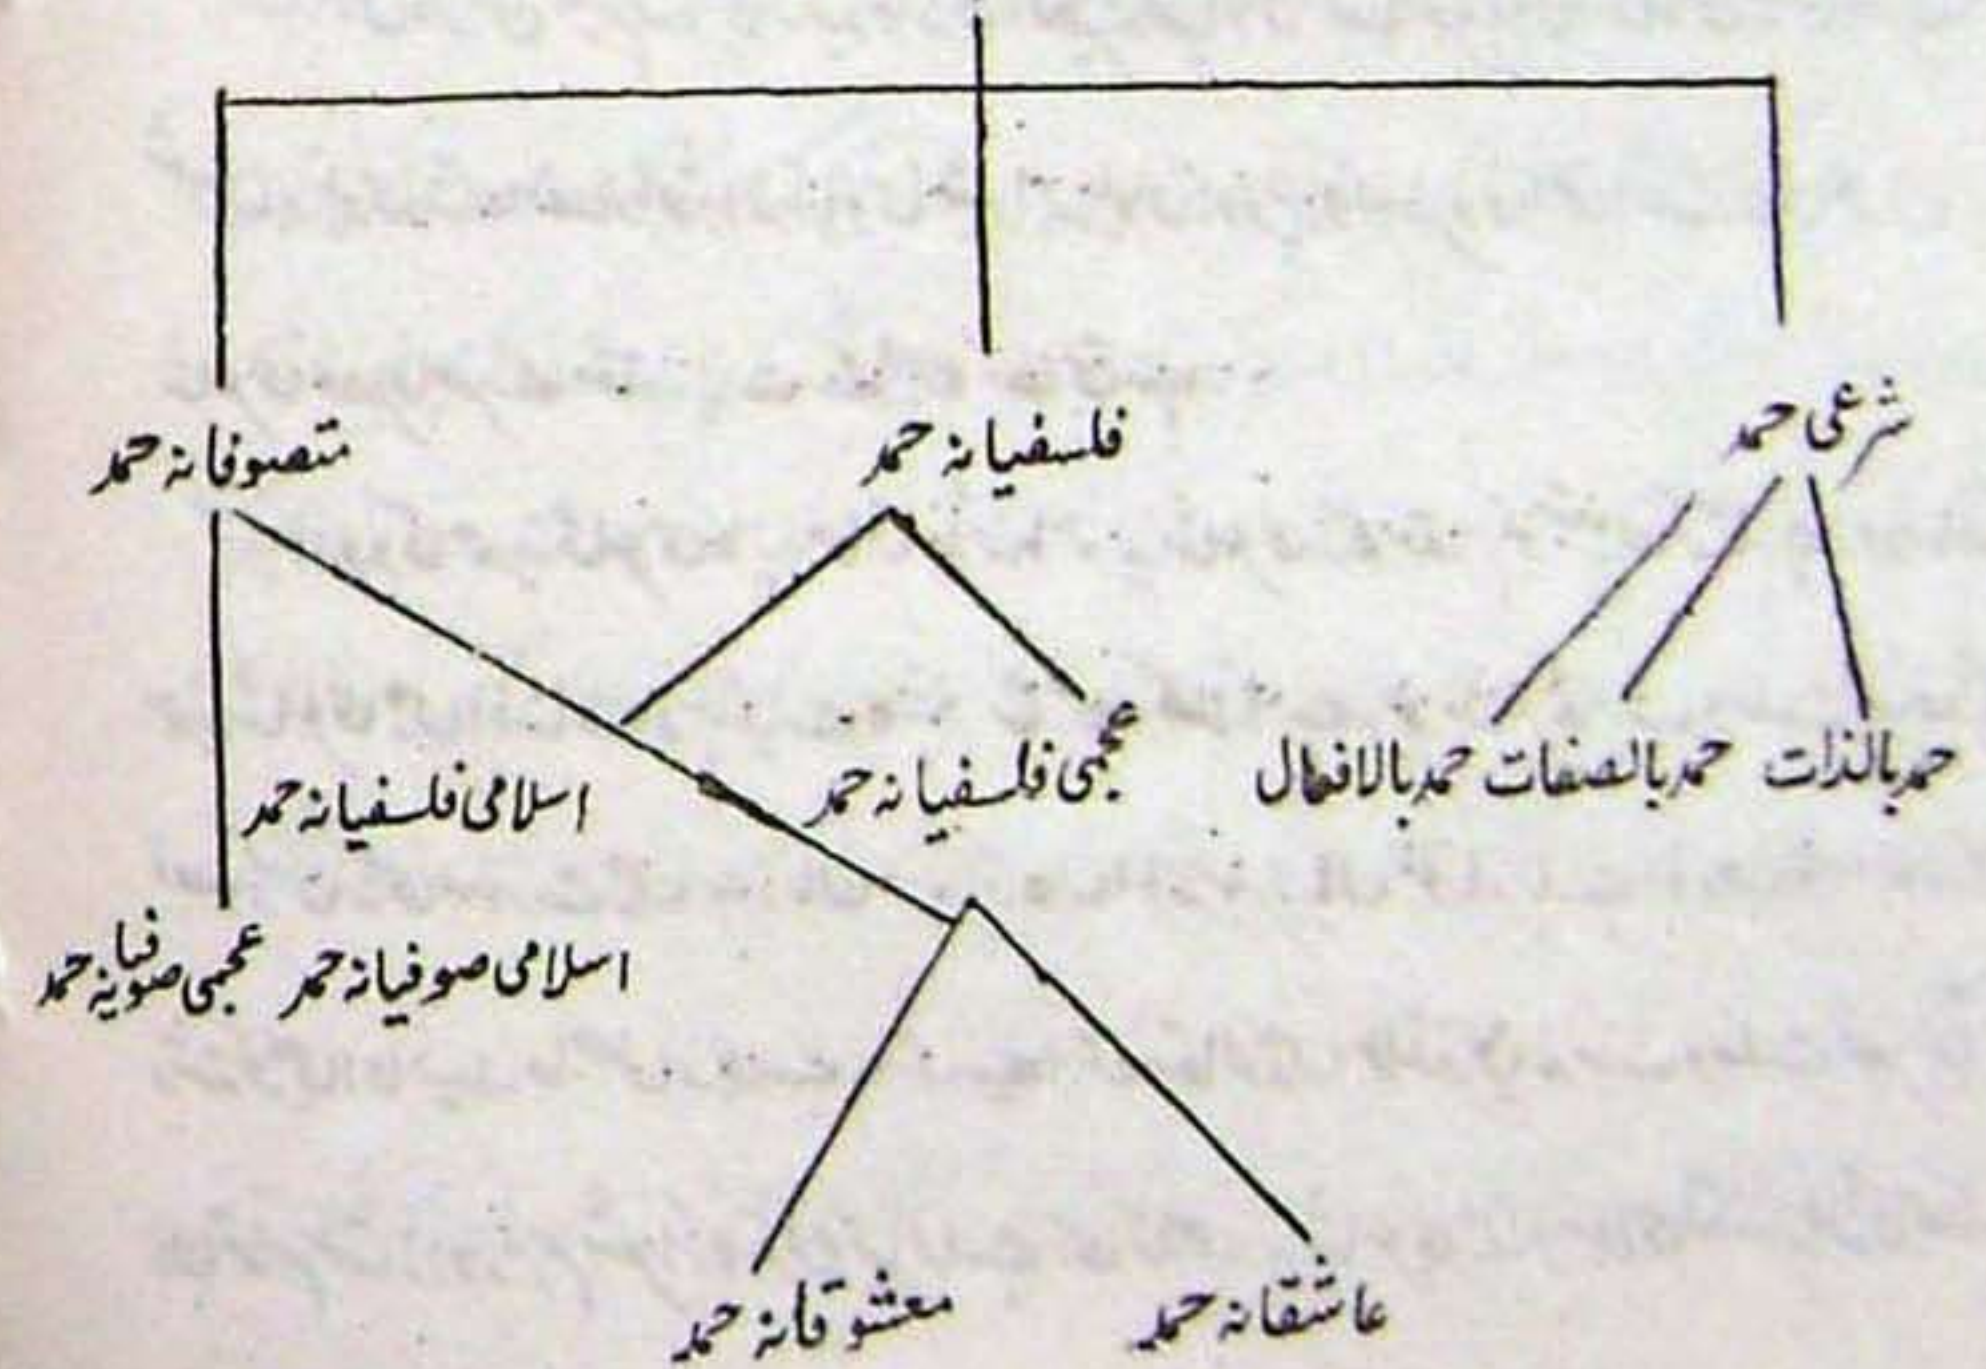 شرعی حمد
فلسفیانہ حمد
متصوفانہ حمد
حمد بالذات
حمد بالصفات
حمد بالافعال
عجمی فلسفیانہ حمد
اسلامی فلسفیانہ حمد
اسلامی صوفیانہ حمد
عجمی صوفیانہ حمد
عاشقانہ حمد
معشوقانہ حمد